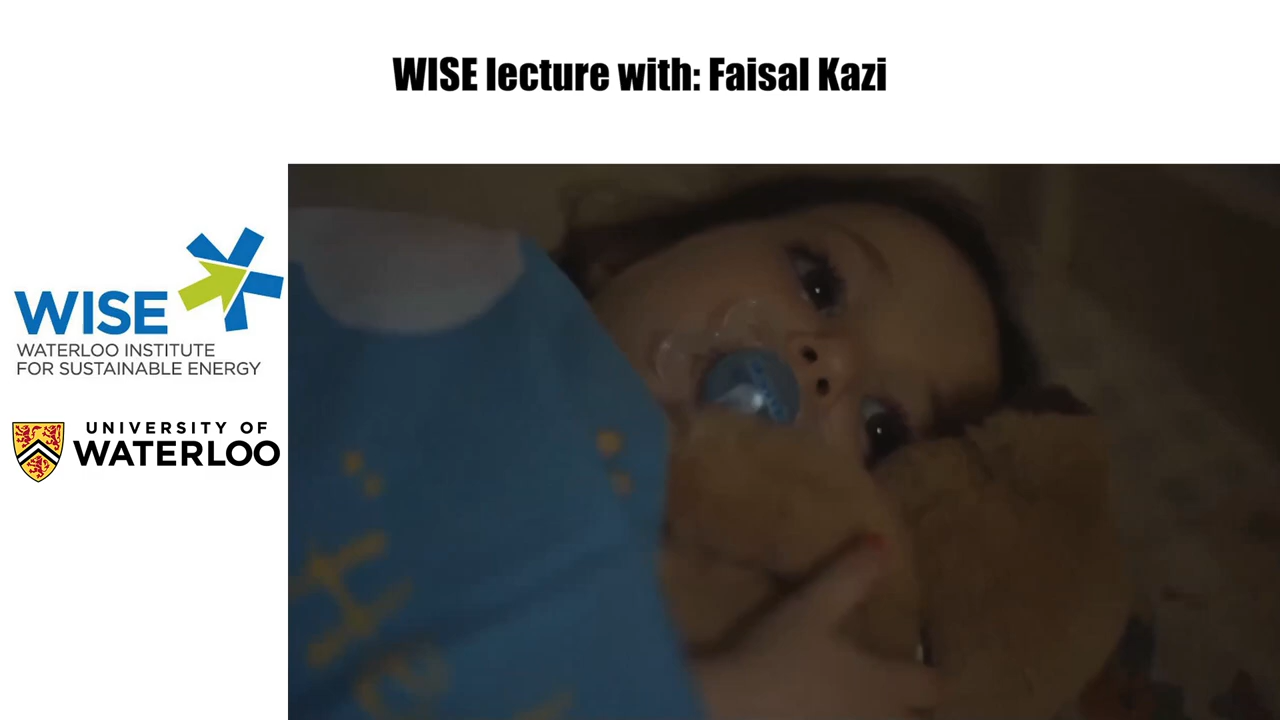 WISE lecture with: Faisal Kazi
WISE
WATERLOO INSTITUTE
FOR SUSTAINABLE ENERGY
UNIVERSITY OF
WATERLOO